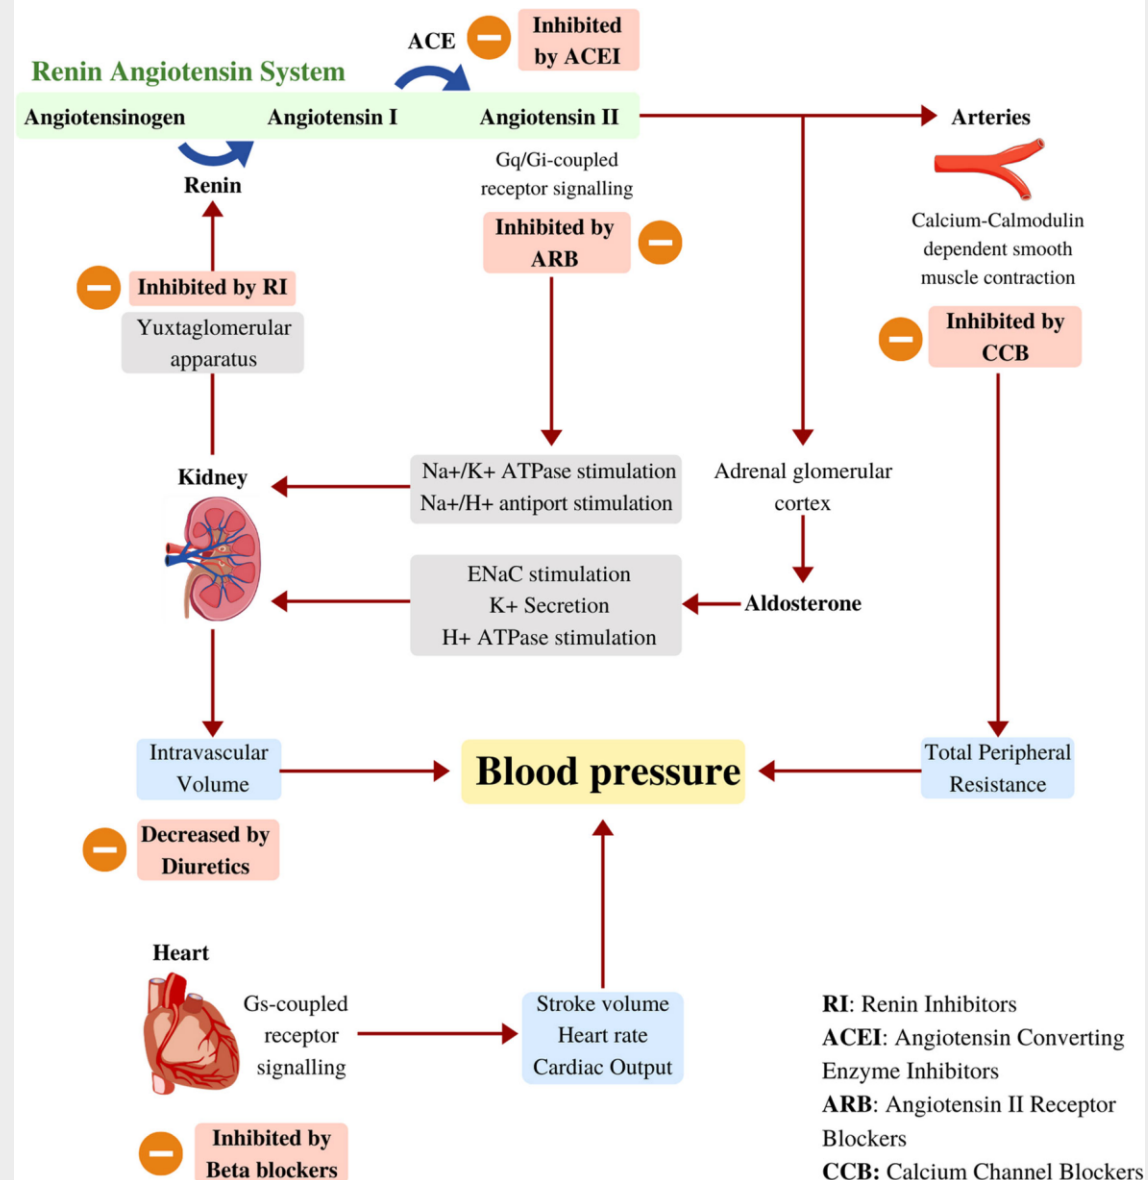 ACE
Inhibited
by ACEI
Renin Angiotensin System
Angiotensinogen
Angiotensin I
Angiotensin II
Arteries
Renin
Gq/Gi-coupled
receptor signalling
Inhibited by
ARB
Calcium-Calmodulin
dependent smooth
muscle contraction
Inhibited by RI
Yuxtaglomerular
apparatus
Inhibited by
CCB
Kidney
Na+/K+ ATPase stimulation
Na+/H+ antiport stimulation
Adrenal glomerular
cortex
ENaC stimulation
K+ Secretion
H+ ATPase stimulation
Aldosterone
Intravascular
Volume
Blood pressure
Total Peripheral
Resistance
Decreased by
Diuretics
Heart
Gs-coupled
receptor
signalling
Stroke volume
Heart rate
Cardiac Output
Inhibited by
Beta blockers
RI: Renin Inhibitors
ACEI: Angiotensin Converting
Enzyme Inhibitors
ARB: Angiotensin II Receptor
Blockers
CCB: Calcium Channel Blockers